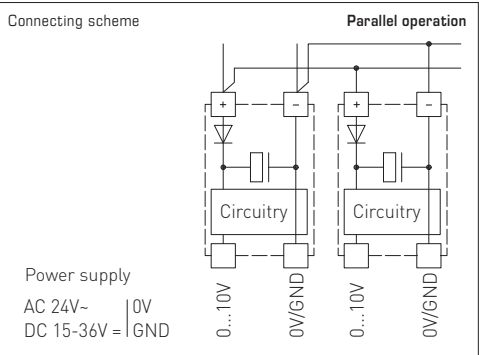 Connecting scheme
Parallel operation
+ − + −
Circuitry Circuitry
0...10V 0V/GND 0...10V 0V/GND
Power supply
AC 24V~ | 0V
DC 15-36V = | GND